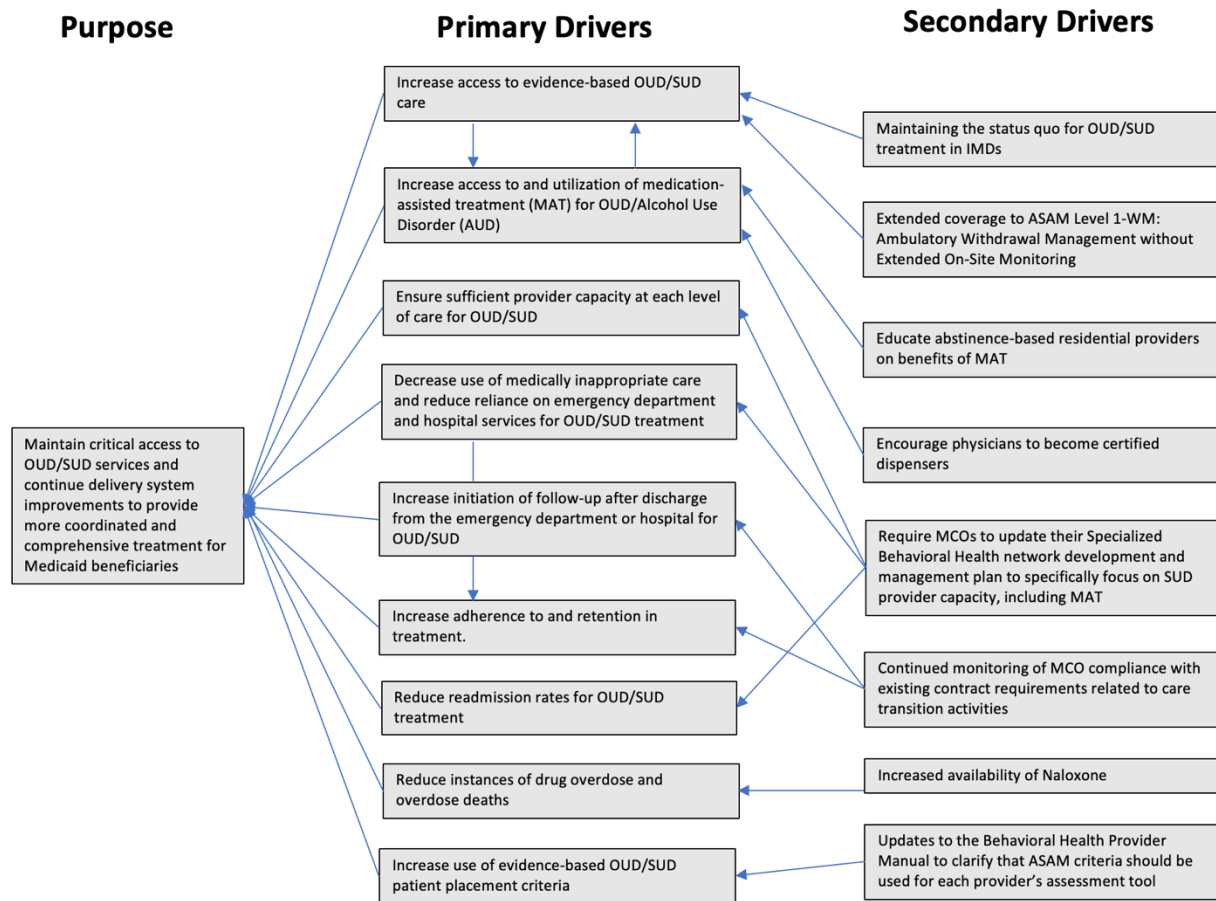 Purpose
Primary Drivers
Secondary Drivers
Increase access to evidence-based OUD/SUD
care
Increase access to and utilization of medication-
assisted treatment (MAT) for OUD/Alcohol Use
Disorder (AUD)
Ensure sufficient provider capacity at each level
of care for OUD/SUD
Decrease use of medically inappropriate care
and reduce reliance on emergency department
and hospital services for OUD/SUD treatment
Maintain critical access to
OUD/SUD services and
continue delivery system
improvements to provide
more coordinated and
comprehensive treatment for
Medicaid beneficiaries
Increase initiation of follow-up after discharge
from the emergency department or hospital for
OUD/SUD
Increase adherence to and retention in
treatment.
Reduce readmission rates for OUD/SUD
treatment
Reduce instances of drug overdose and
overdose deaths
Increase use of evidence-based OUD/SUD
patient placement criteria
Maintaining the status quo for OUD/SUD
treatment in IMDs
Extended coverage to ASAM Level 1-WM:
Ambulatory Withdrawal Management without
Extended On-Site Monitoring
Educate abstinence-based residential providers
on benefits of MAT
Encourage physicians to become certified
dispensers
Require MCOs to update their Specialized
Behavioral Health network development and
management plan to specifically focus on SUD
provider capacity, including MAT
Continued monitoring of MCO compliance with
existing contract requirements related to care
transition activities
Increased availability of Naloxone
Updates to the Behavioral Health Provider
Manual to clarify that ASAM criteria should be
used for each provider's assessment tool